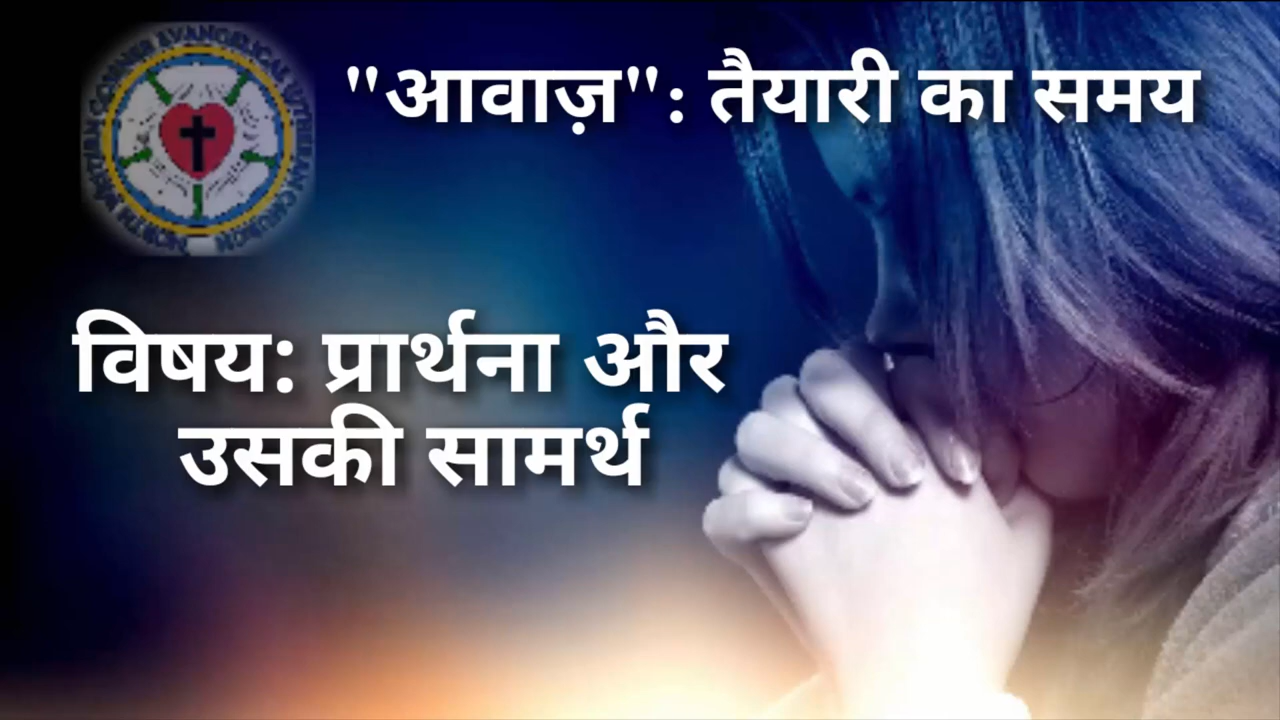 "आवाज़": तैयारी का समय
विषय: प्रार्थना और
उसकी सामर्थ